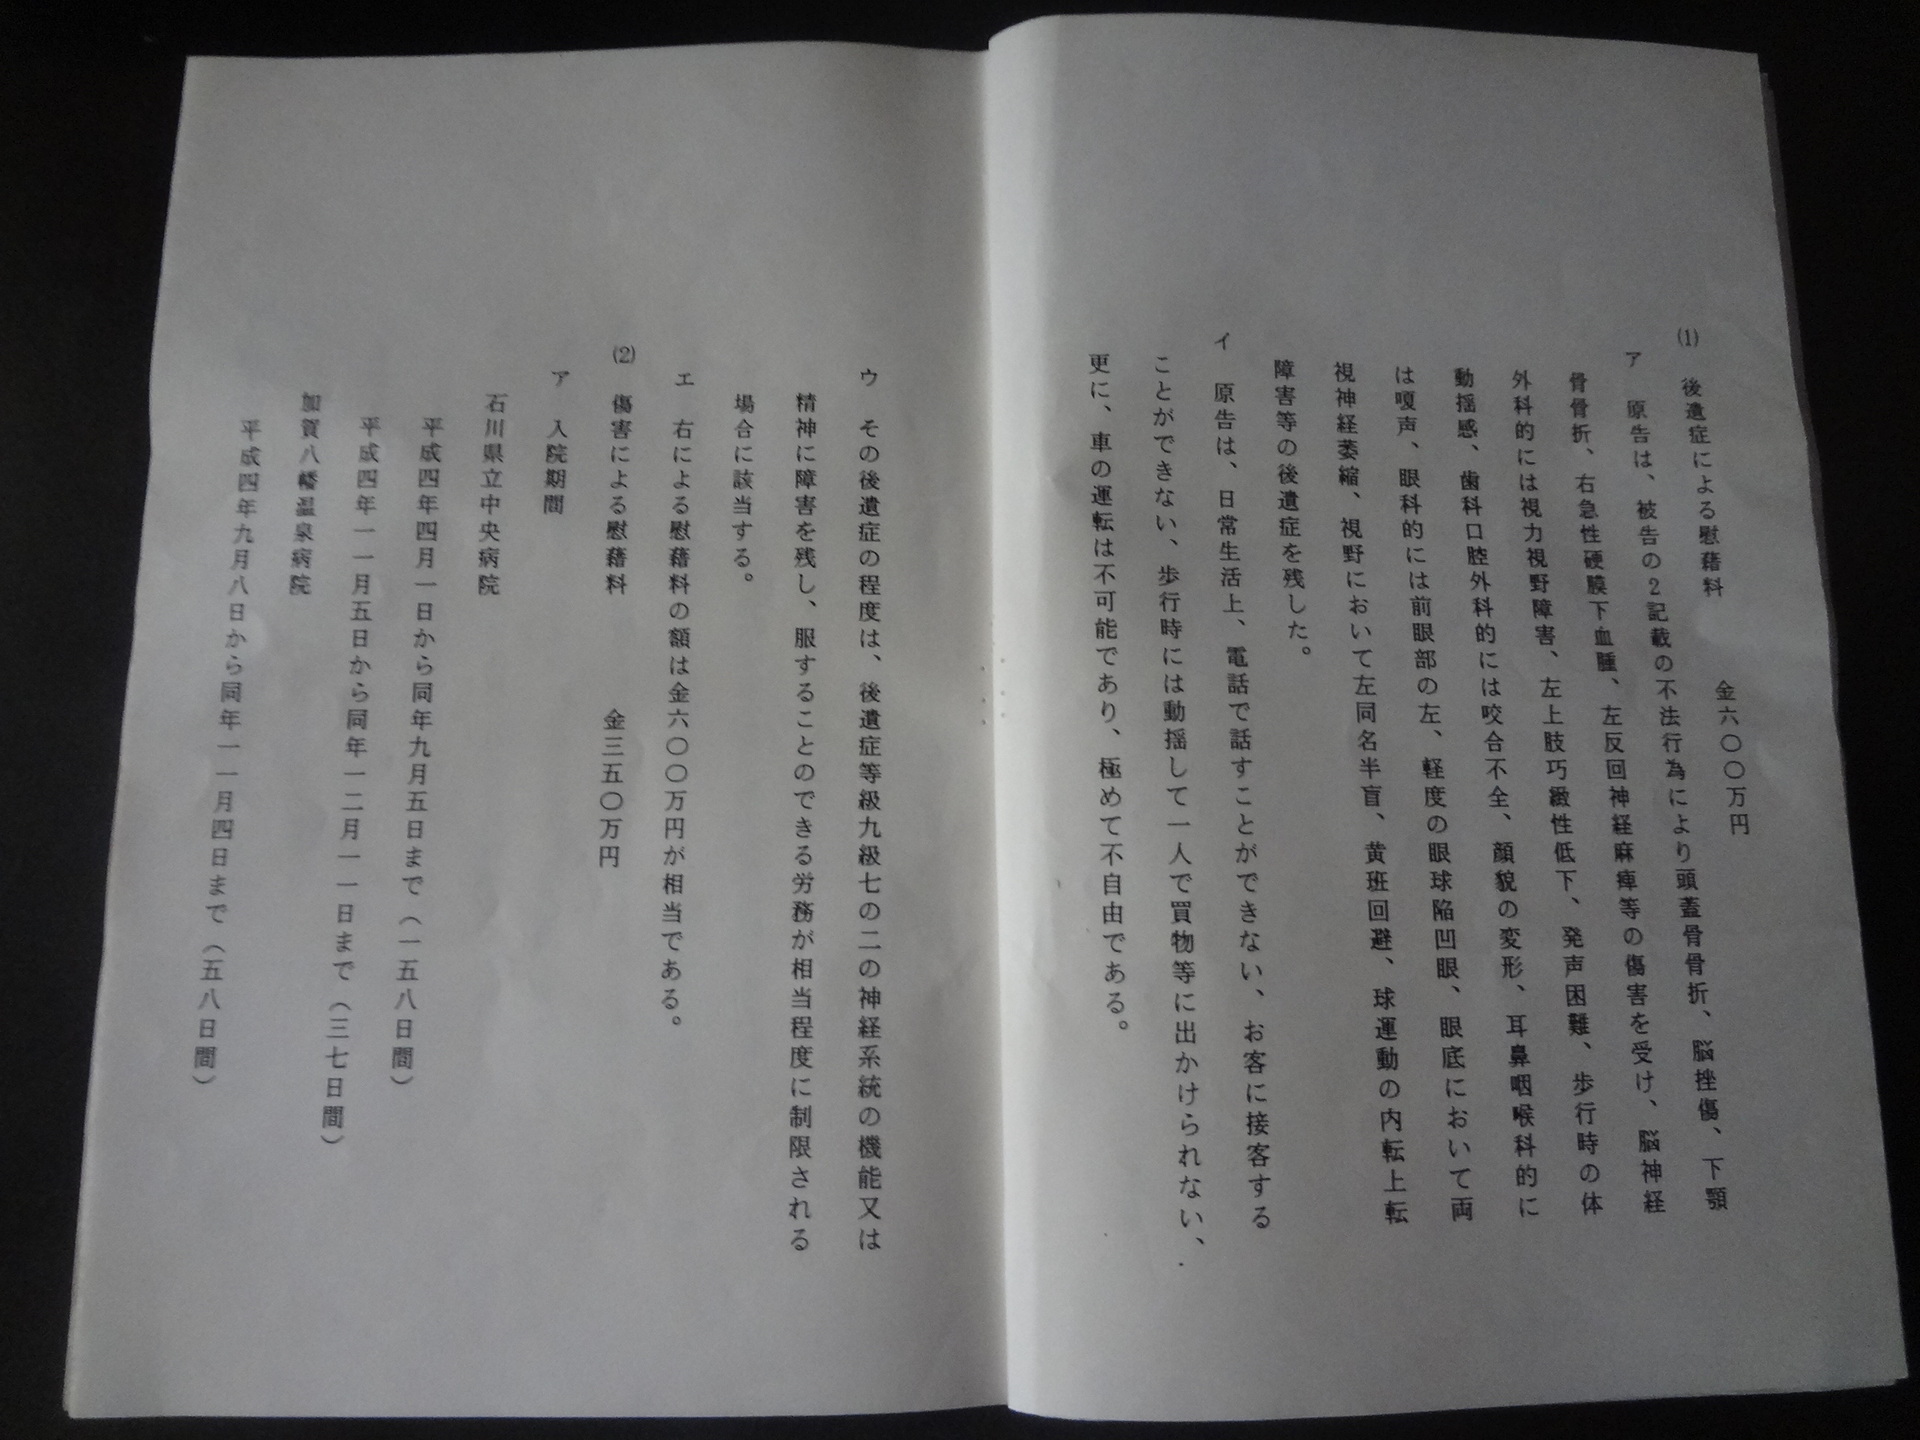 (1) 後遺症による慰藉料 金六〇〇万円
ア 原告は、被告の2記載の不法行為により頭蓋骨骨折、脳挫傷、下顎
骨骨折、右急性硬膜下血腫、左反回神経麻痺等の傷害を受け、脳神経
外科的には視力視野障害、左上肢巧緻性低下、発声困難、歩行時の体
動揺感、歯科口腔外科的には咬合不全、顔貌の変形、耳鼻咽喉科的に
は嗄声、眼科的には前眼部の左、軽度の眼球陥凹眼、眼底において両
視神経萎縮、視野において左同名半盲、黄斑回避、球運動の内転上転
障害等の後遺症を残した。
イ 原告は、日常生活上、電話で話すことができない、お客に接客する
ことができない、歩行時には動揺して一人で買物等に出かけられない、
更に、車の運転は不可能であり、極めて不自由である。
ウ その後遺症の程度は、後遺症等級九級七の二の神経系統の機能又は
精神に障害を残し、服することのできる労務が相当程度に制限される
場合に該当する。
エ 右による慰藉料の額は金六〇〇万円が相当である。
(2) 傷害による慰藉料 金三五〇万円
ア 入院期間
石川県立中央病院
平成四年四月一日から同年九月五日まで（一五八日間）
平成四年一一月五日から同年一二月一一日まで（三七日間）
加賀八幡温泉病院
平成四年九月八日から同年一一月四日まで（五八日間）